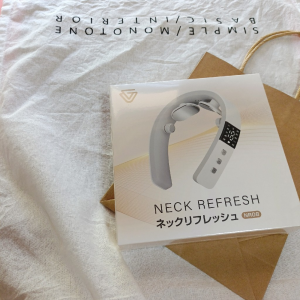 SIMPLE/MONOTONE
BASIC/INTERIOR
NECK REFRESH
ネックリフレッシュ